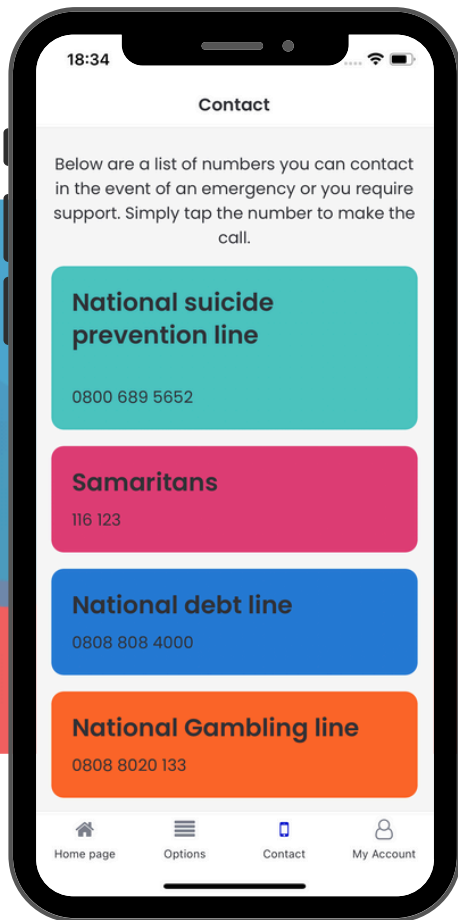 18:34
Contact
Below are a list of numbers you can contact
in the event of an emergency or you require
support. Simply tap the number to make the
call.
National suicide
prevention line
0800 689 5652
Samaritans
116 123
National debt line
0808 808 4000
National Gambling line
0808 8020 133
Home page
Options
Contact
My Account